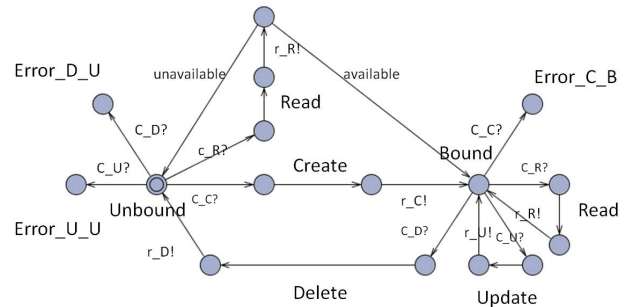 r_R!
Error_D_U
unavailable
available
Error_C_B
Read
C_D?
c_R?
C_C?
Bound
C_U?
Create
C_R?
Unbound
C_C?
r_C!
Read
Error_U_U
r_D!
C_D?
r_U!
C_U?
r_R!
Delete
Update